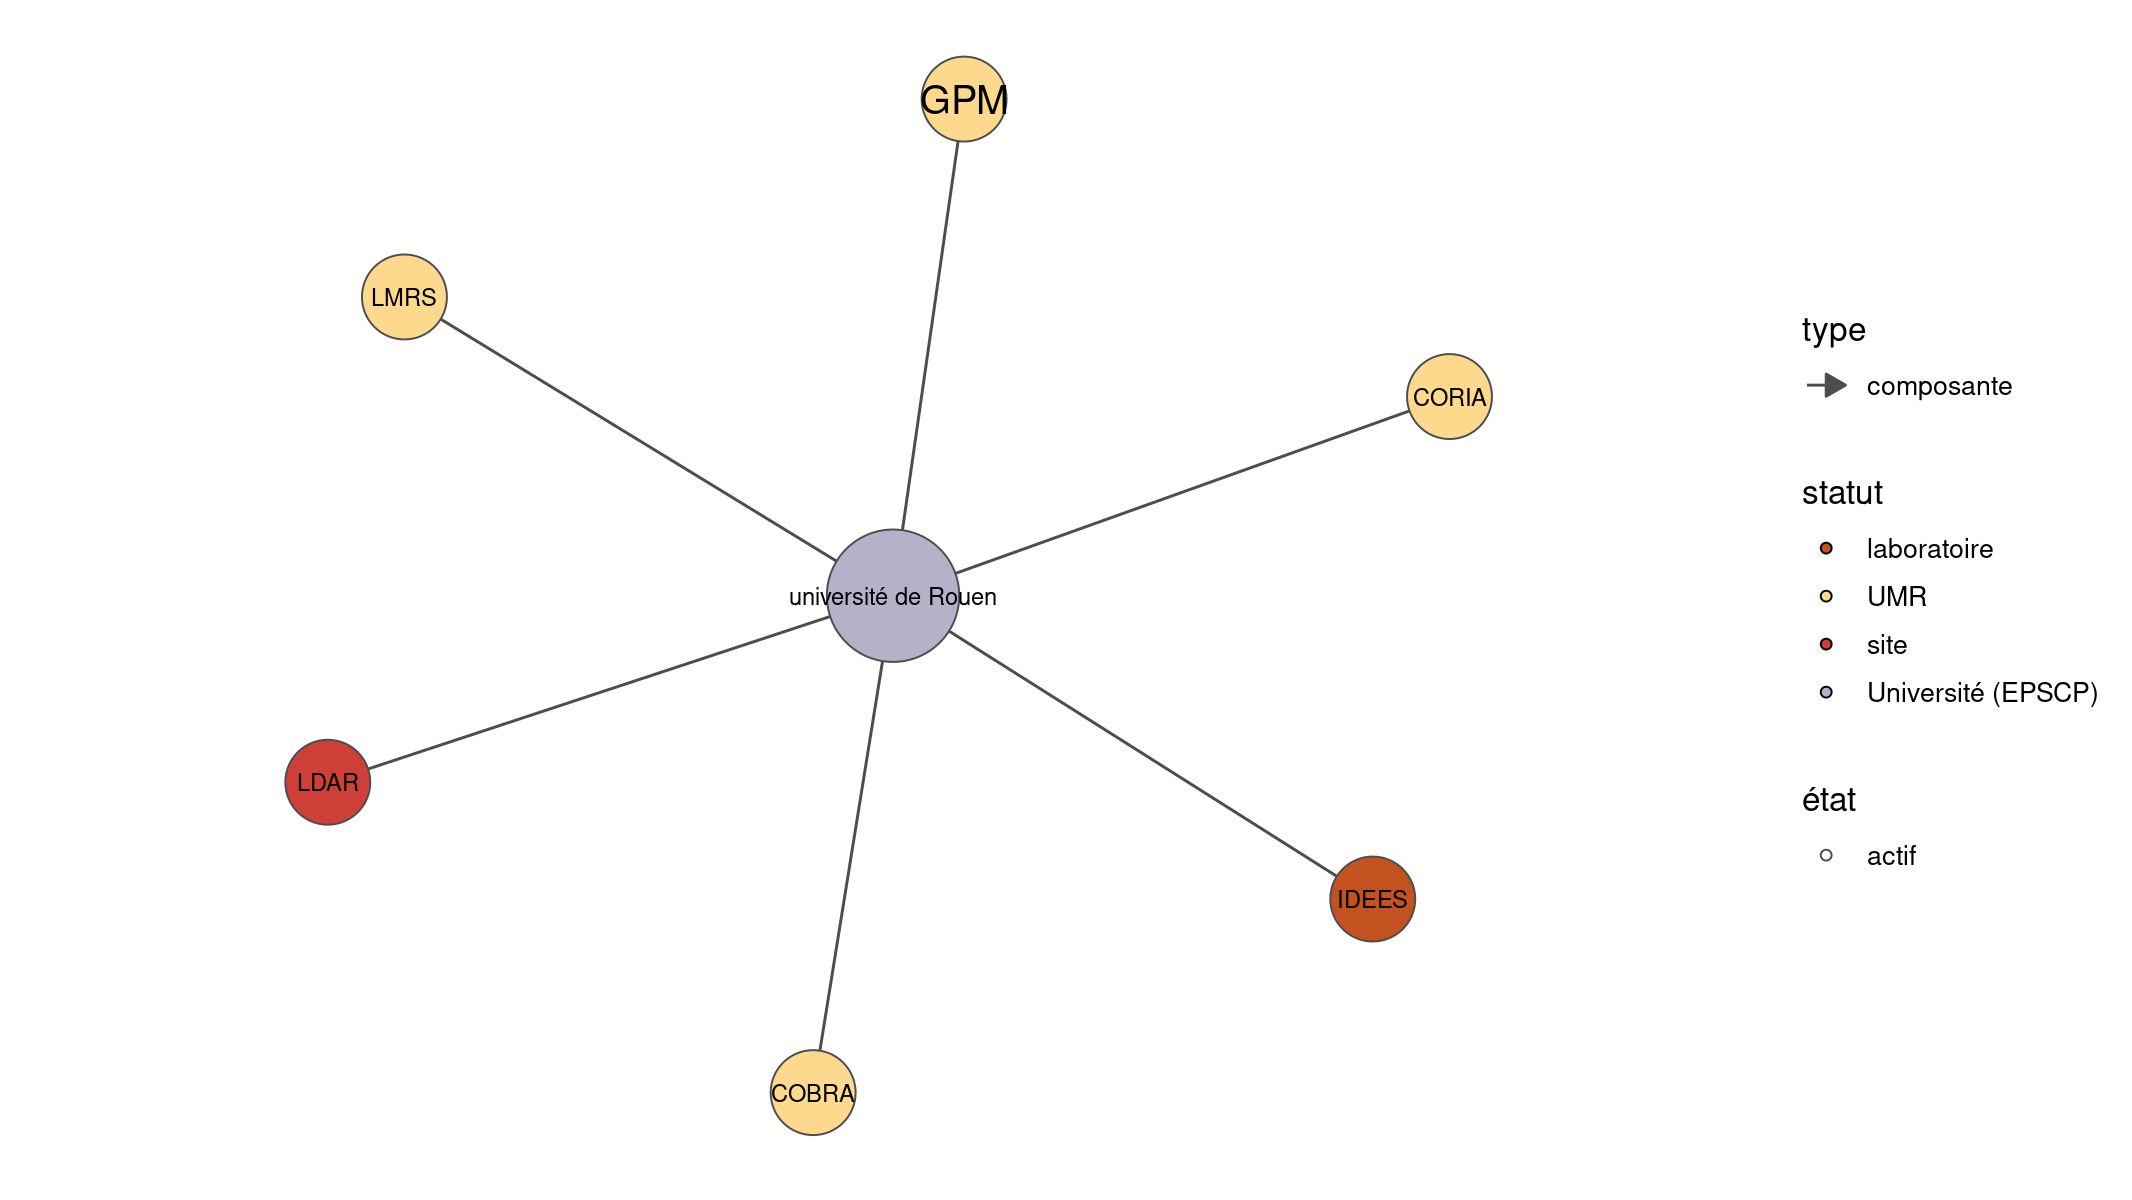 GPM
LMRS
CORIA
université de Rouen
LDAR
IDEES
COBRA
type
composante
statut
laboratoire
UMR
site
Université (EPSCP)
état
actif